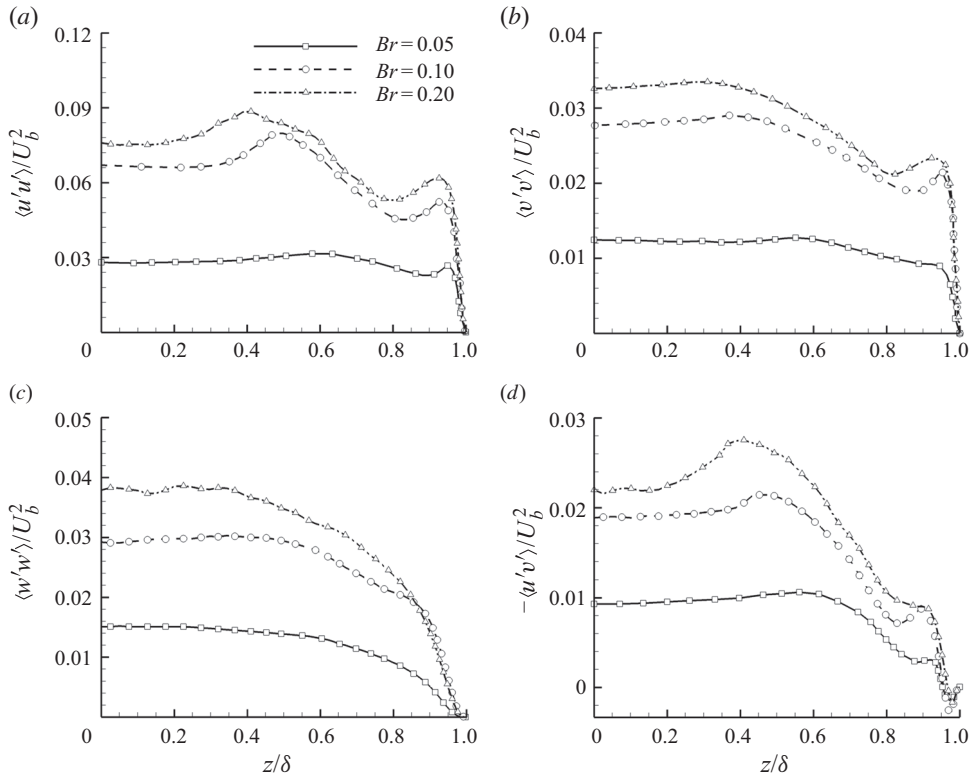 (a)
0.12
0.09
0.06
0.03
⟨u′u′⟩/U_b^2
Br = 0.05
Br = 0.10
Br = 0.20
0 0.2 0.4 0.6 0.8 1.0
(b)
0.04
0.03
0.02
0.01
⟨v′v′⟩/U_b^2
0 0.2 0.4 0.6 0.8 1.0
(c)
0.05
0.04
0.03
0.02
0.01
⟨w′w′⟩/U_b^2
0 0.2 0.4 0.6 0.8 1.0
z/δ
(d)
0.03
0.02
0.01
0
−⟨u′v′⟩/U_b^2
0 0.2 0.4 0.6 0.8 1.0
z/δ